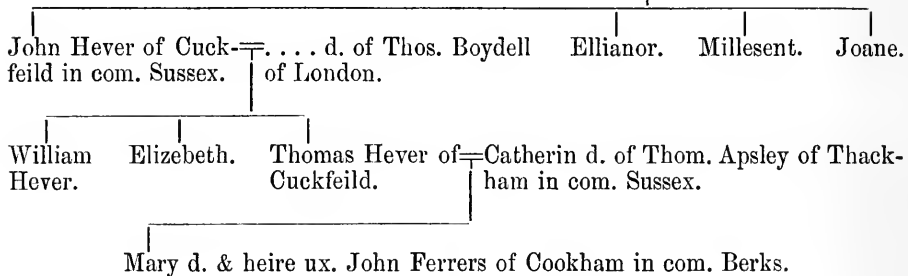 John Hever of Cuck-=. . . . d. of Thos. Boydell Ellianor. Millesent. Joane.
feild in com. Sussex. of London.
William Elizebeth. Thomas Hever of=Catherin d. of Thom. Apsley of Thack-
Hever. Cuckfeild. ham in com. Sussex.
Mary d. & heire ux. John Ferrers of Cookham in com. Berks.